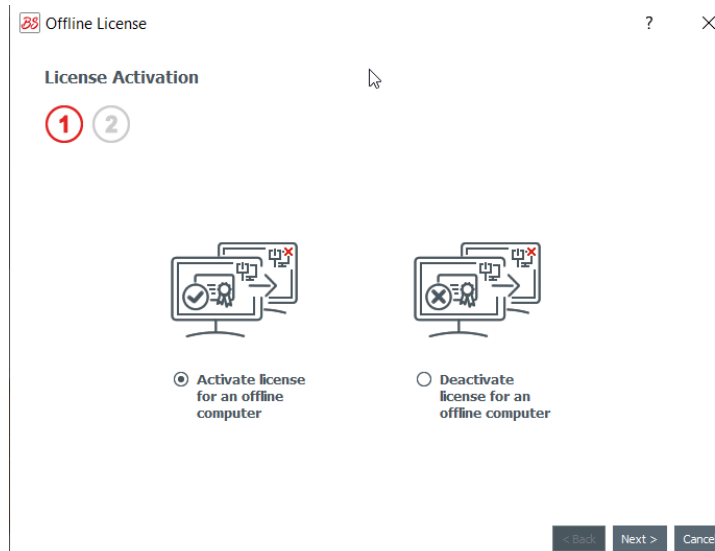 BS Offline License ?
License Activation
1 2
Activate license
for an offline
computer
Deactivate
license for an
offline computer
< Back Next > Cance